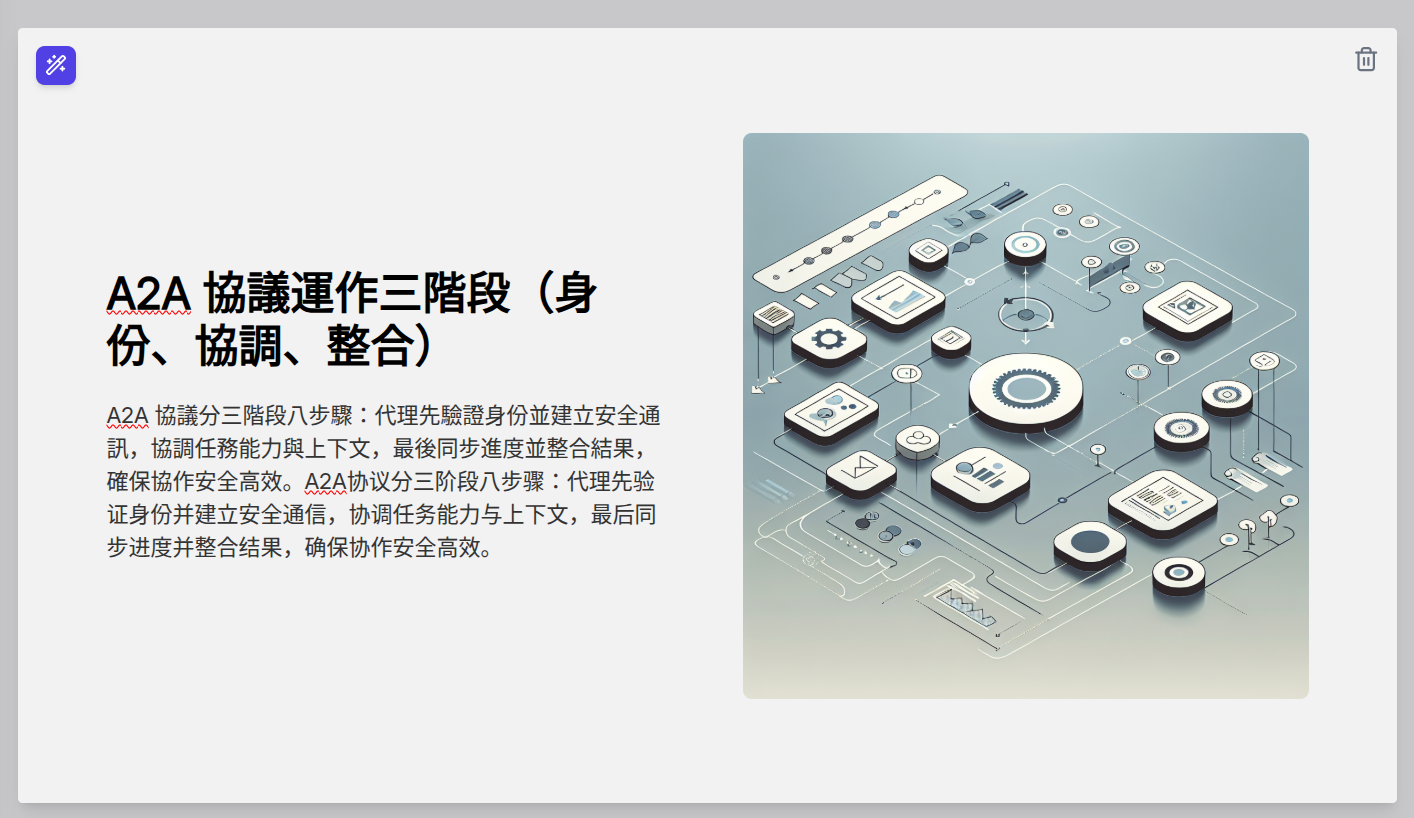 A2A 協議運作三階段（身
份、協調、整合）
A2A 協議分三階段八步驟：代理先驗證身份並建立安全通
訊，協調任務能力與上下文，最後同步進度並整合結果，
確保協作安全高效。A2A协议分三阶段八步骤：代理先验
证身份并建立安全通信，协调任务能力与上下文，最后同
步进度并整合结果，确保协作安全高效。